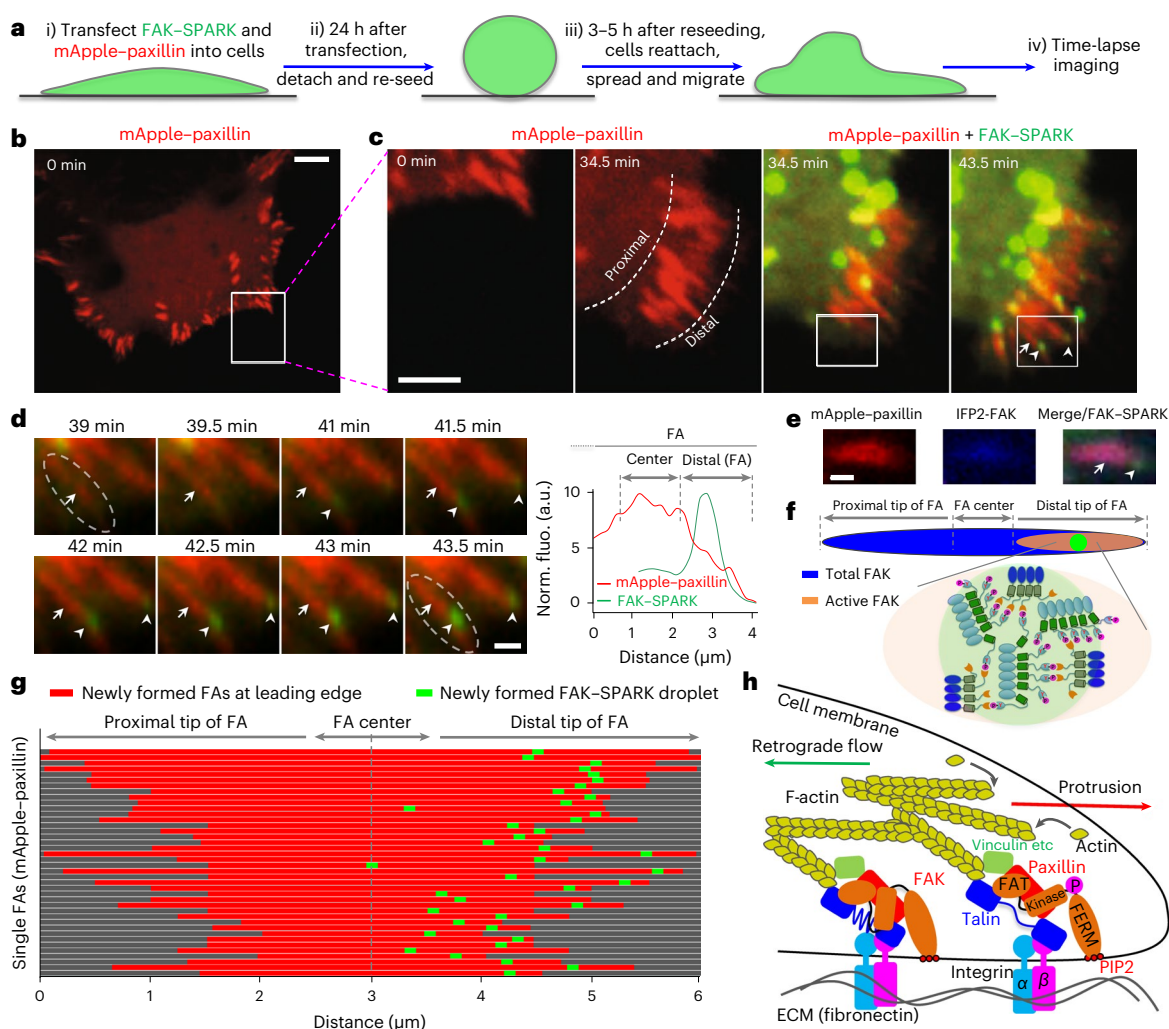 a
i) Transfect FAK–SPARK and
mApple–paxillin into cells
ii) 24 h after
transfection,
detach and re-seed
iii) 3–5 h after reseeding,
cells reattach,
spread and migrate
iv) Time-lapse
imaging
b
mApple–paxillin
0 min
c
mApple–paxillin
mApple–paxillin + FAK–SPARK
0 min
34.5 min
Proximal
Distal
34.5 min
43.5 min
d
39 min
39.5 min
41 min
41.5 min
42 min
42.5 min
43 min
43.5 min
FA
Center
Distal (FA)
Norm. fluo. (a.u.)
10
5
0
mApple–paxillin
FAK–SPARK
0
1
2
3
4
Distance (µm)
e
mApple–paxillin
IFP2-FAK
Merge/FAK–SPARK
f
Proximal tip of FA
FA center
Distal tip of FA
Total FAK
Active FAK
g
Newly formed FAs at leading edge
Newly formed FAK–SPARK droplet
Proximal tip of FA
FA center
Distal tip of FA
Single FAs (mApple–paxillin)
0
1
2
3
4
5
6
Distance (µm)
h
Cell membrane
Retrograde flow
F-actin
Protrusion
Actin
Vinculin etc
Paxillin
FAK
FAT
P
Kinase
Talin
FERM
Integrin
α
β
PIP2
ECM (fibronectin)